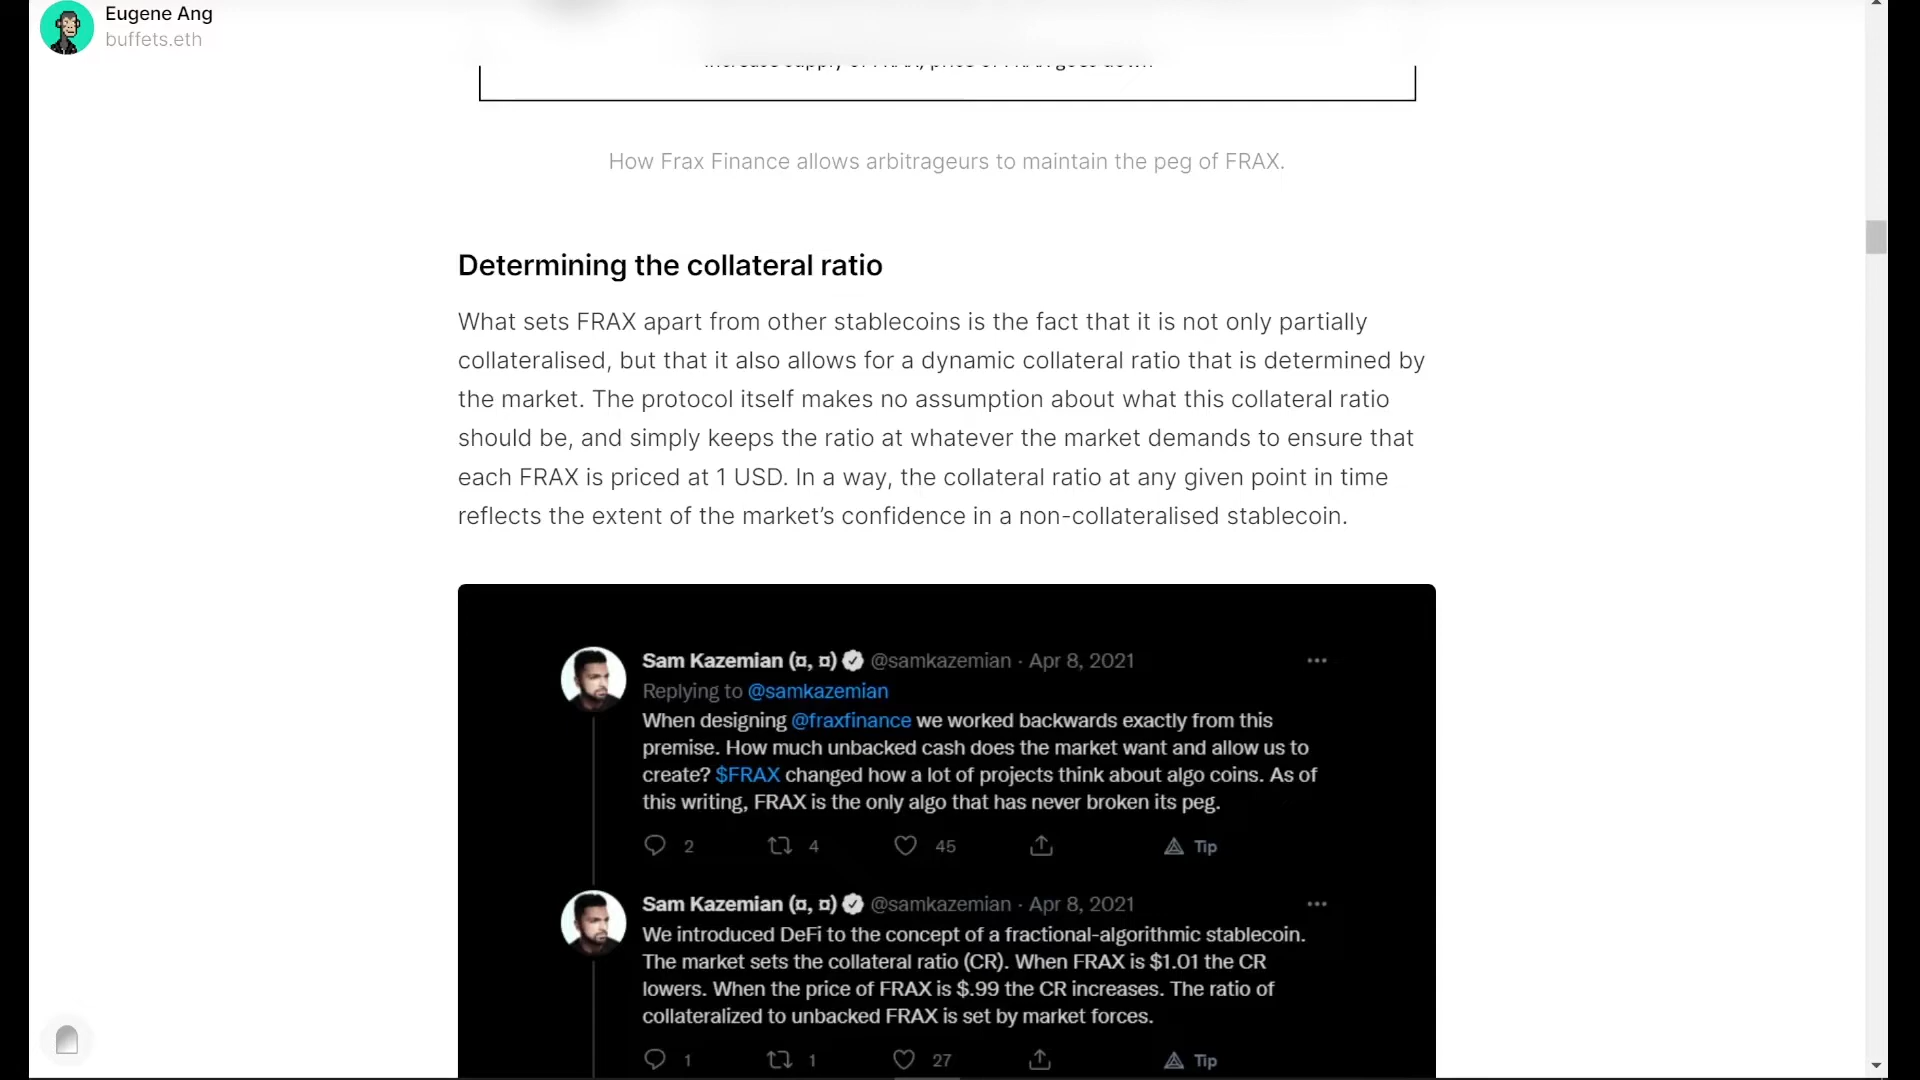 Eugene Ang
buffets.eth
increase supply of FRAX, price of FRAX goes down
How Frax Finance allows arbitrageurs to maintain the peg of FRAX.
Determining the collateral ratio
What sets FRAX apart from other stablecoins is the fact that it is not only partially
collateralised, but that it also allows for a dynamic collateral ratio that is determined by
the market. The protocol itself makes no assumption about what this collateral ratio
should be, and simply keeps the ratio at whatever the market demands to ensure that
each FRAX is priced at 1 USD. In a way, the collateral ratio at any given point in time
reflects the extent of the market’s confidence in a non-collateralised stablecoin.
Sam Kazemian (¤, ¤) @samkazemian · Apr 8, 2021
Replying to @samkazemian
When designing @fraxfinance we worked backwards exactly from this
premise. How much unbacked cash does the market want and allow us to
create? $FRAX changed how a lot of projects think about algo coins. As of
this writing, FRAX is the only algo that has never broken its peg.
2 4 45 Tip
Sam Kazemian (¤, ¤) @samkazemian · Apr 8, 2021
We introduced DeFi to the concept of a fractional-algorithmic stablecoin.
The market sets the collateral ratio (CR). When FRAX is $1.01 the CR
lowers. When the price of FRAX is $.99 the CR increases. The ratio of
collateralized to unbacked FRAX is set by market forces.
1 1 27 Tip